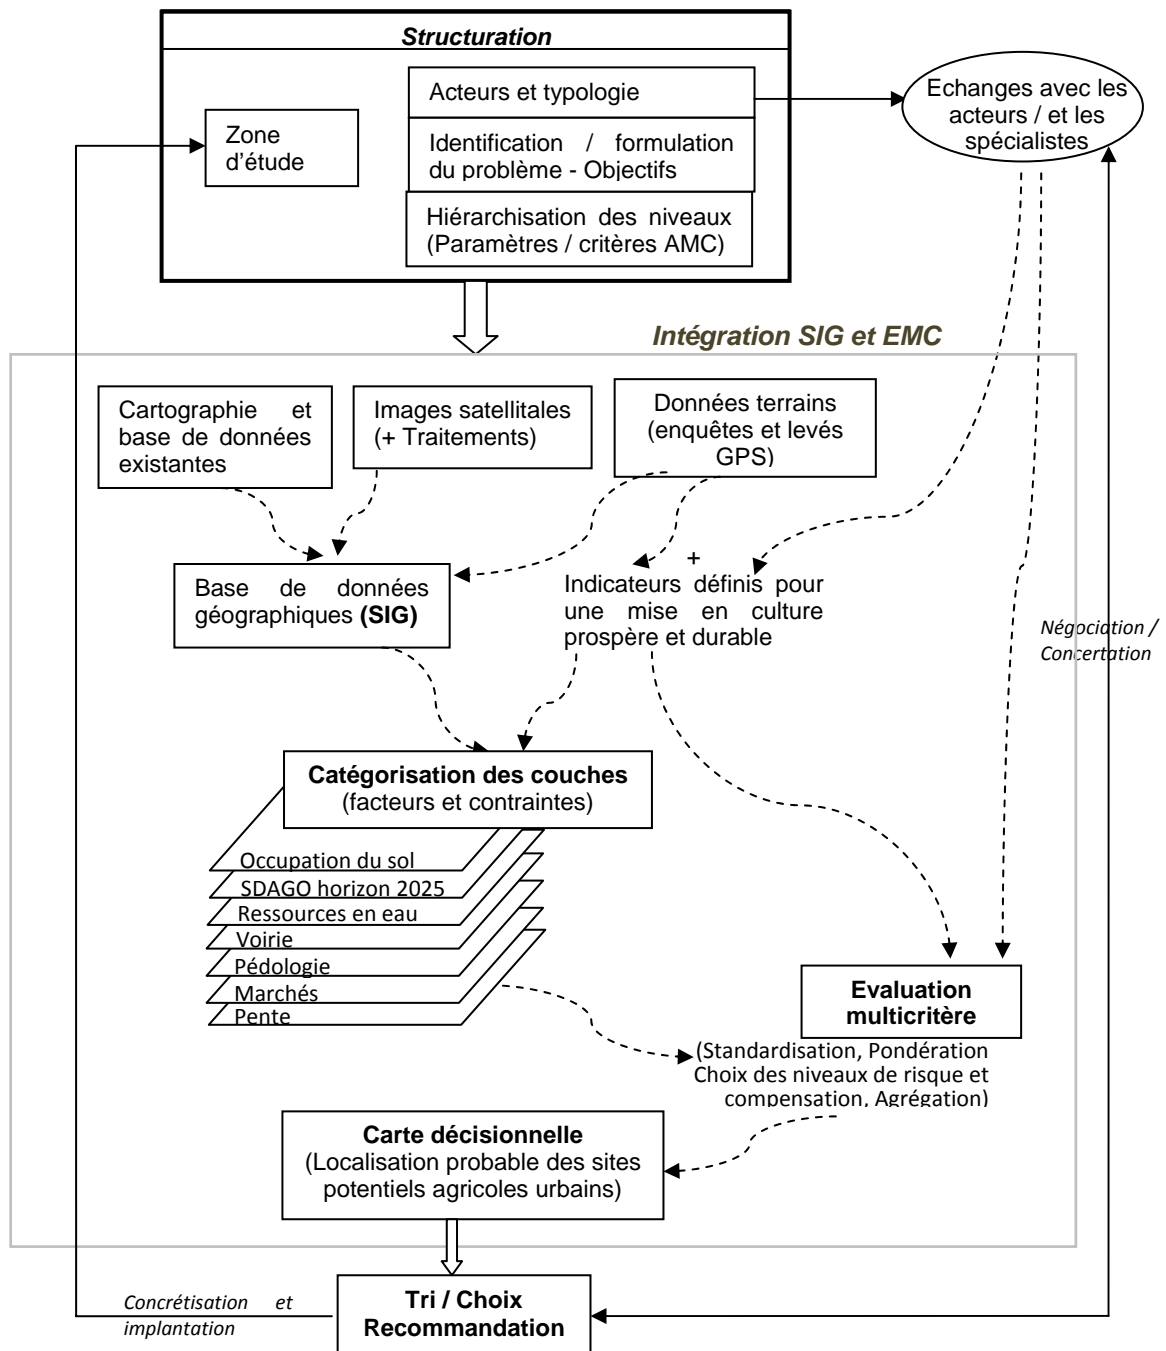 Structuration
Acteurs et typologie
Echanges avec les
acteurs / et les
spécialistes
Zone
d'étude
Identification / formulation
du problème - Objectifs
Hiérarchisation des niveaux
(Paramètres / critères AMC)
Intégration SIG et EMC
Cartographie et
base de données
existantes
Images satellitales
(+ Traitements)
Données terrains
(enquêtes et levés
GPS)
+
Base de données
géographiques (SIG)
Indicateurs définis pour
une mise en culture
prospère et durable
Négociation /
Concertation
Catégorisation des couches
(facteurs et contraintes)
Occupation du sol
SDAGO horizon 2025
Ressources en eau
Voirie
Pédologie
Marchés
Pente
Evaluation
multicritère
(Standardisation, Pondération
Choix des niveaux de risque et
compensation, Agrégation)
Carte décisionnelle
(Localisation probable des sites
potentiels agricoles urbains)
Concrétisation et
implantation
Tri / Choix
Recommandation